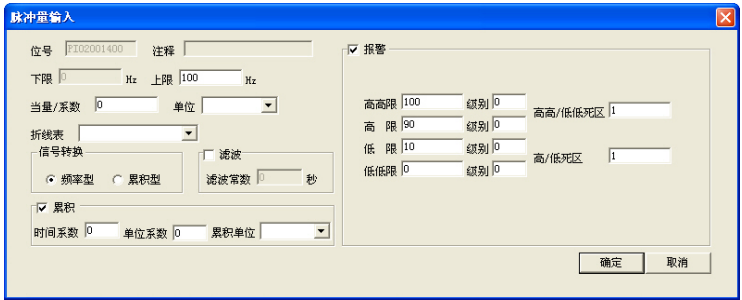 脉冲量输入
位号 PI02001400 注释
下限 0 Hz 上限 100 Hz
当量/系数 0 单位
折线表
信号转换
频率型 累积型
滤波
滤波常数 0 秒
累积
时间系数 0 单位系数 0 累积单位
报警
高高限 100 级别 0 高高/低低死区 1
高 限 90 级别 0
低 限 10 级别 0 高/低死区 1
低低限 0 级别 0
确定 取消